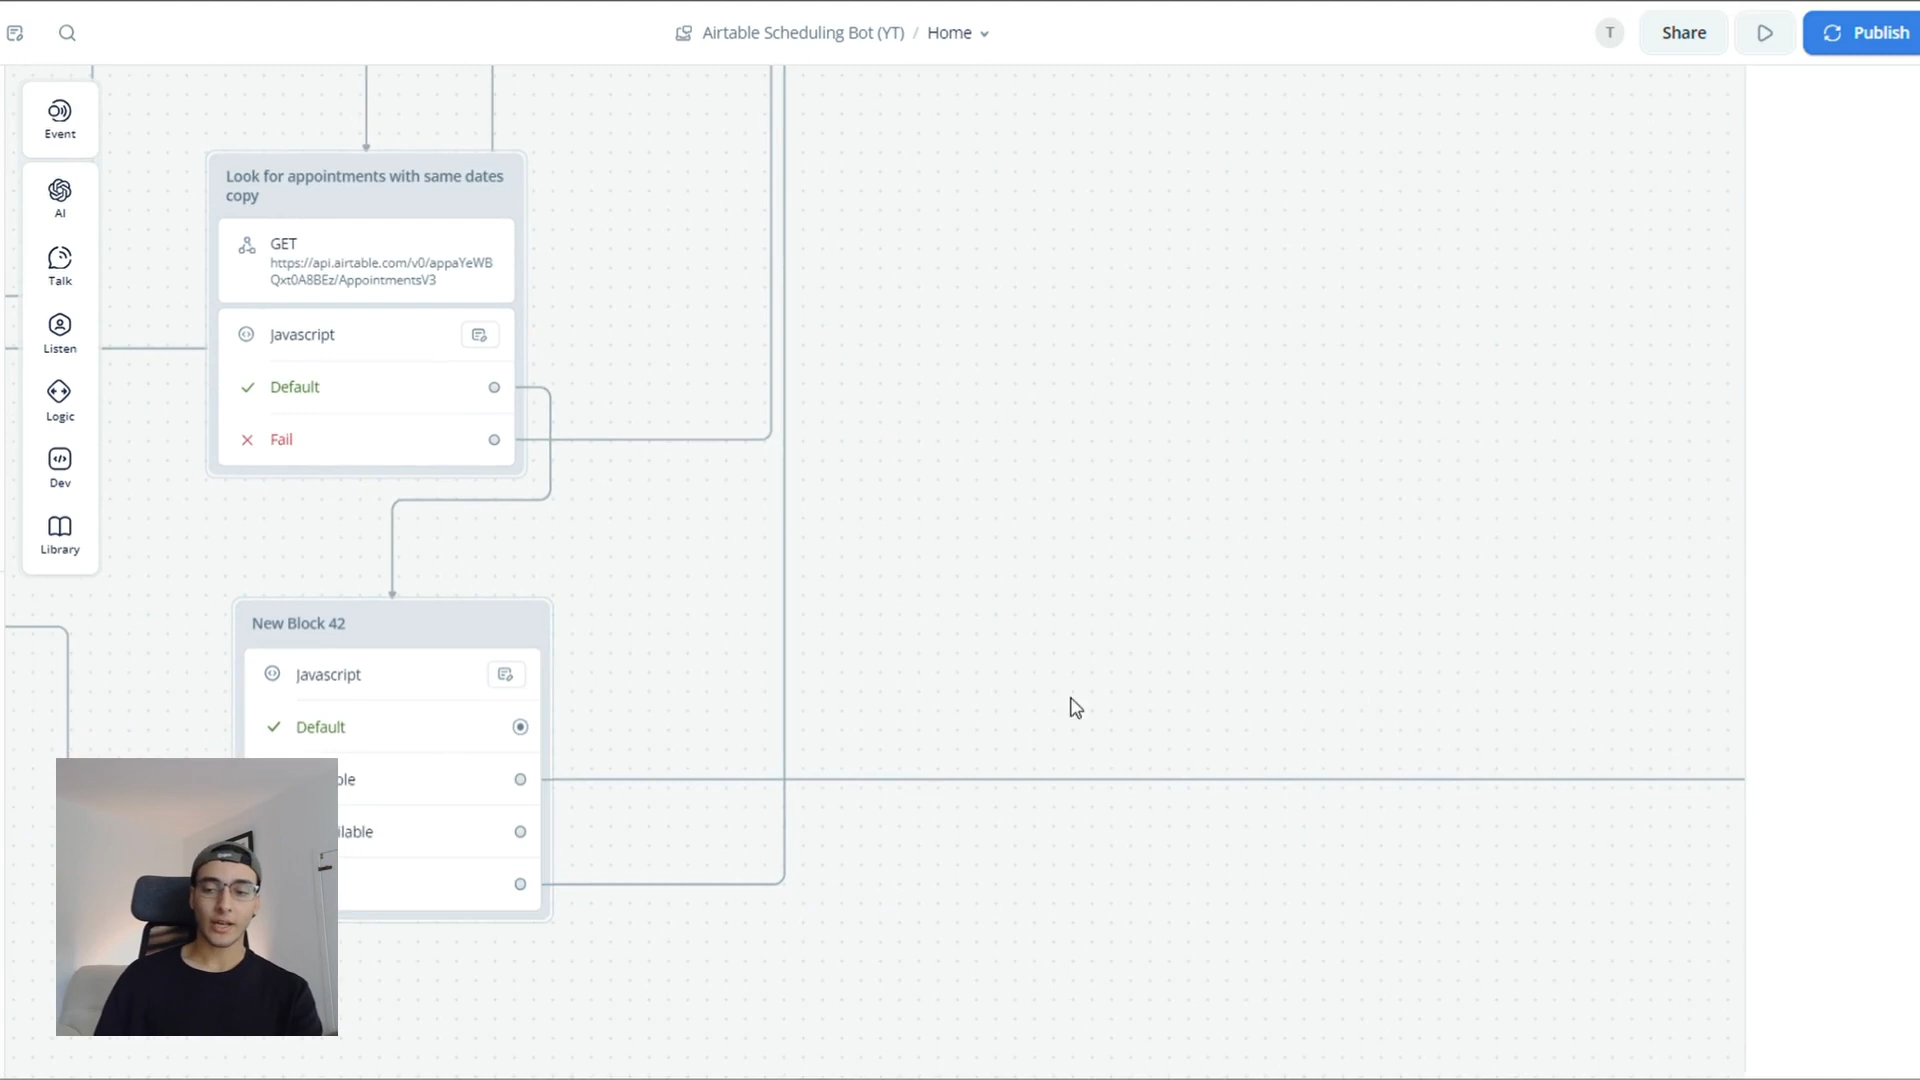 Airtable Scheduling Bot (YT) / Home
T
Share
Publish
Event
AI
Talk
Listen
Logic
Dev
Library
Look for appointments with same dates
copy
GET
https://api.airtable.com/v0/appaYeWB
Qxt0A8BEz/AppointmentsV3
Javascript
Default
Fail
New Block 42
Javascript
Default
ble
ilable